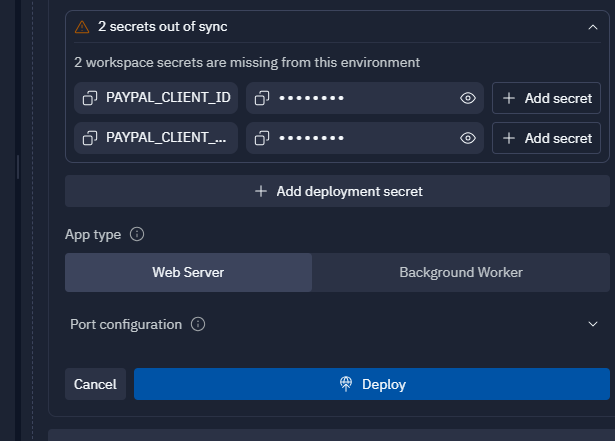 2 secrets out of sync
2 workspace secrets are missing from this environment
PAYPAL_CLIENT_ID •••••••• Add secret
PAYPAL_CLIENT_... •••••••• Add secret
Add deployment secret
App type
Web Server Background Worker
Port configuration
Cancel Deploy